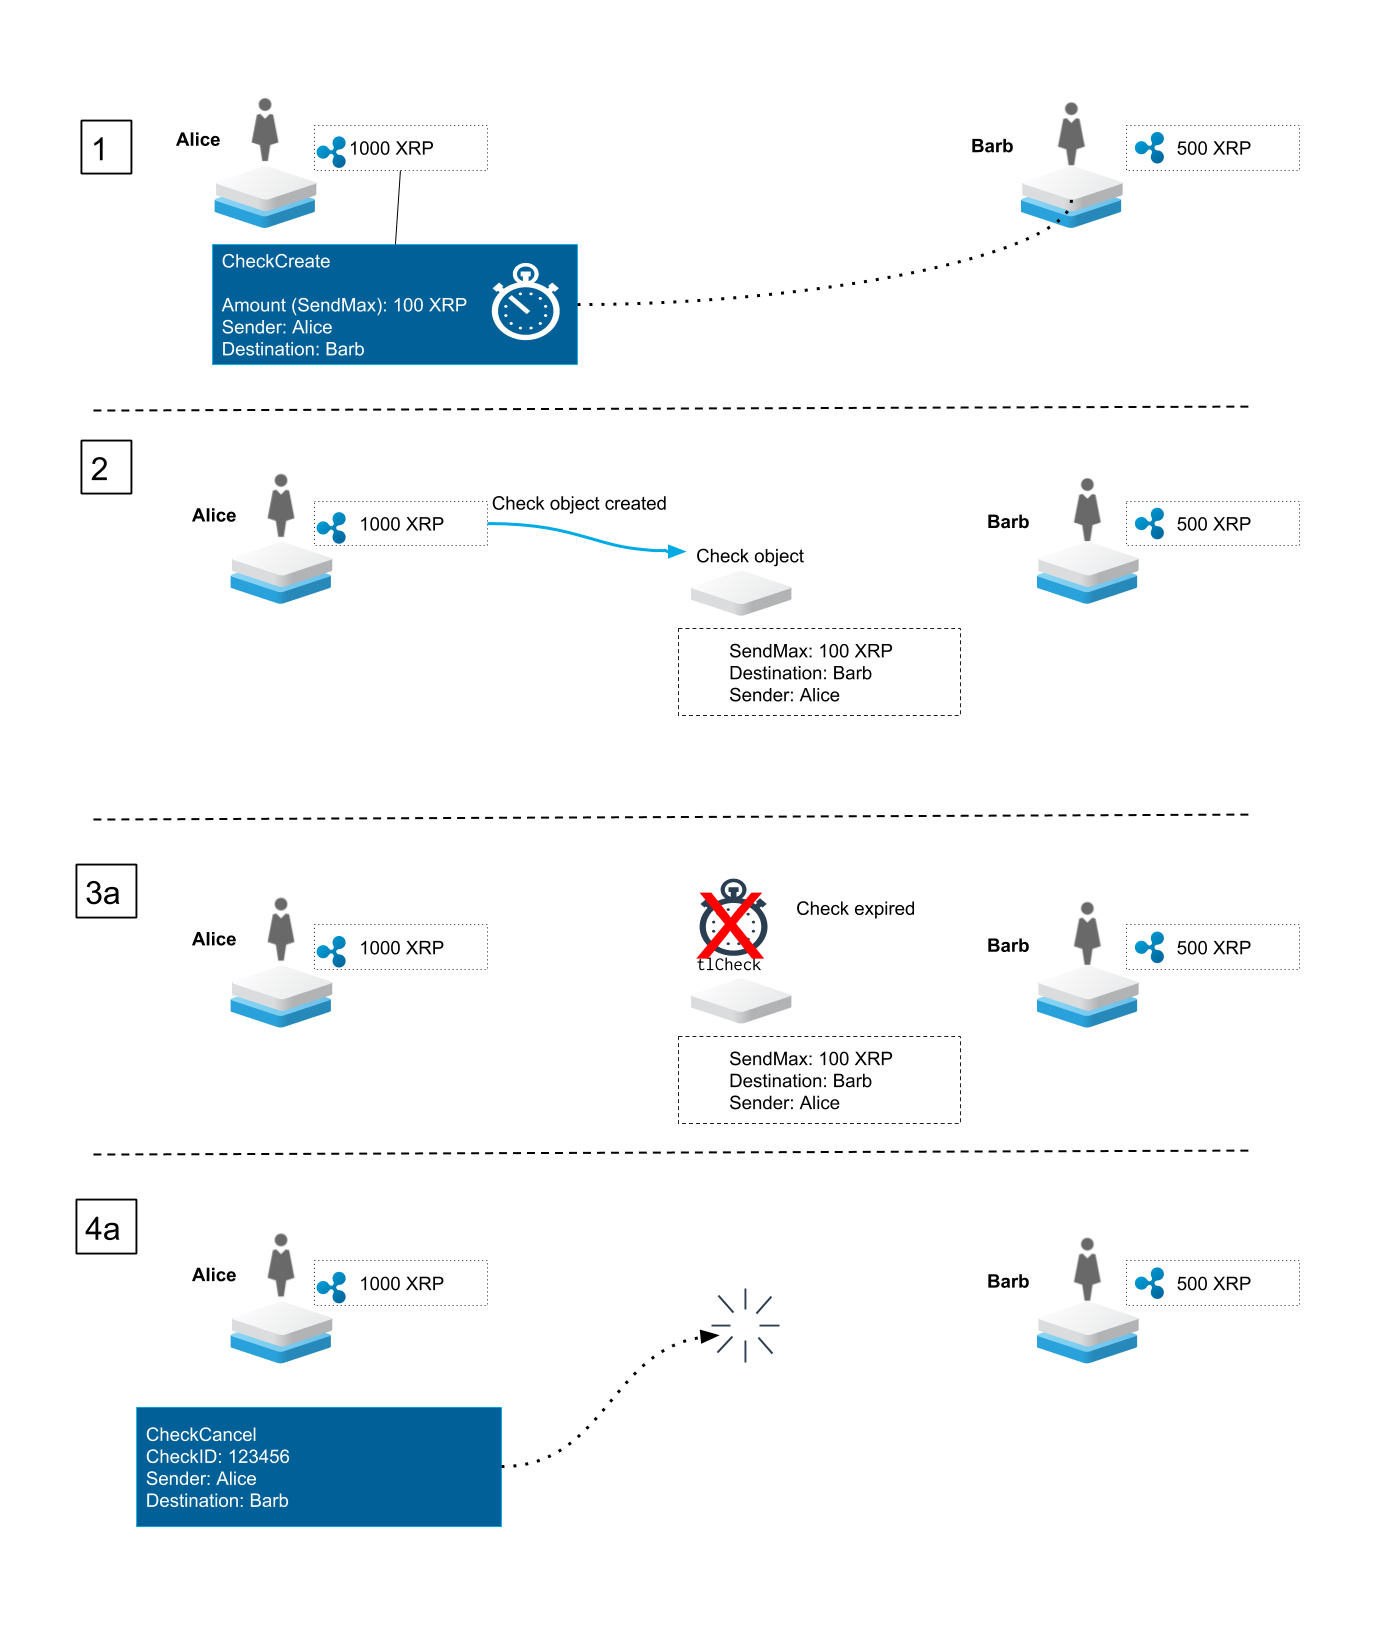 1
Alice
1000 XRP
Barb
500 XRP
CheckCreate
Amount (SendMax): 100 XRP
Sender: Alice
Destination: Barb
2
Alice
1000 XRP
Check object created
Check object
Barb
500 XRP
SendMax: 100 XRP
Destination: Barb
Sender: Alice
3a
Alice
1000 XRP
Check expired
tlCheck
Barb
500 XRP
SendMax: 100 XRP
Destination: Barb
Sender: Alice
4a
Alice
1000 XRP
Barb
500 XRP
CheckCancel
CheckID: 123456
Sender: Alice
Destination: Barb